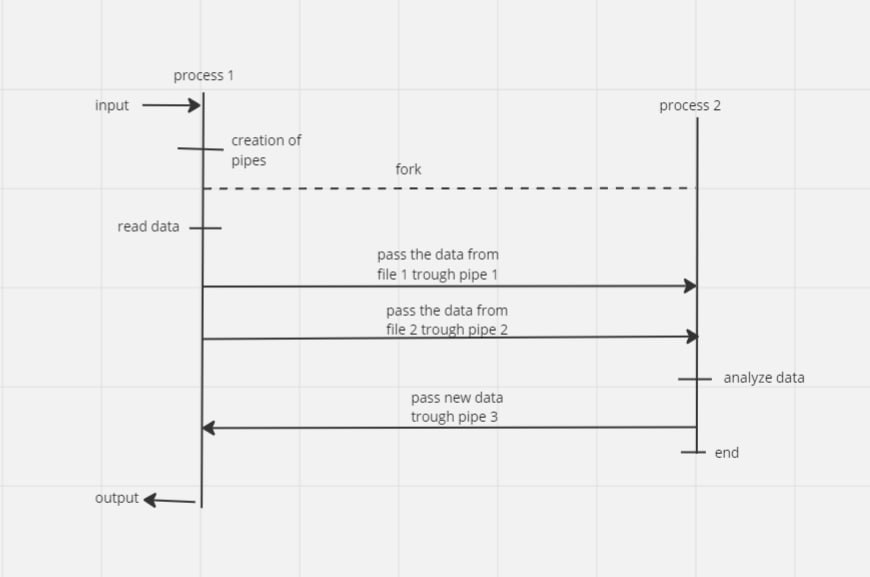 process 1
input
process 2
creation of
pipes
fork
read data
pass the data from
file 1 trough pipe 1
pass the data from
file 2 trough pipe 2
analyze data
pass new data
trough pipe 3
end
output